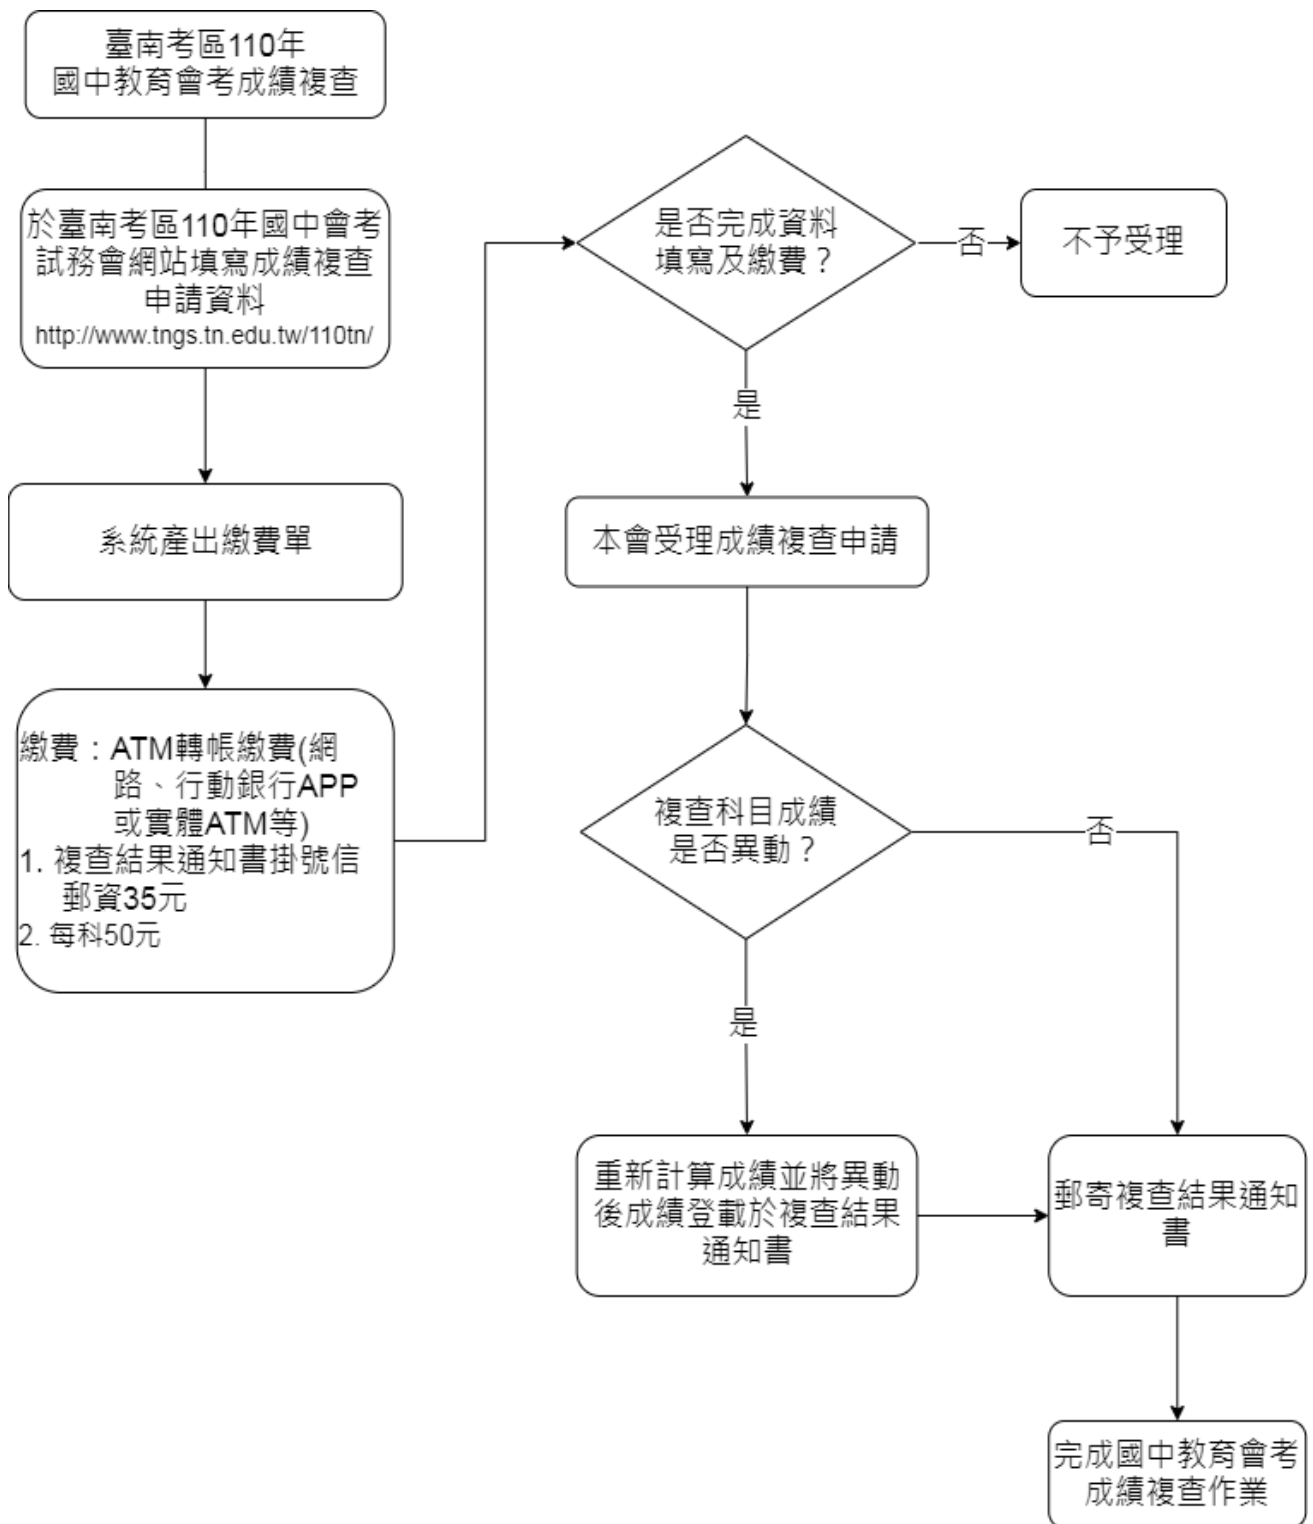 臺南考區110年
國中教育會考成績複查
於臺南考區110年國中會考
試務會網站填寫成績複查
申請資料
http://www.tngs.tn.edu.tw/110tn/
系統產出繳費單
繳費：ATM轉帳繳費(網
路、行動銀行APP
或實體ATM等)
1. 複查結果通知書掛號信
郵資35元
2. 每科50元
是否完成資料
填寫及繳費？
否
不予受理
是
本會受理成績複查申請
複查科目成績
是否異動？
否
是
重新計算成績並將異動
後成績登載於複查結果
通知書
郵寄複查結果通知
書
完成國中教育會考
成績複查作業